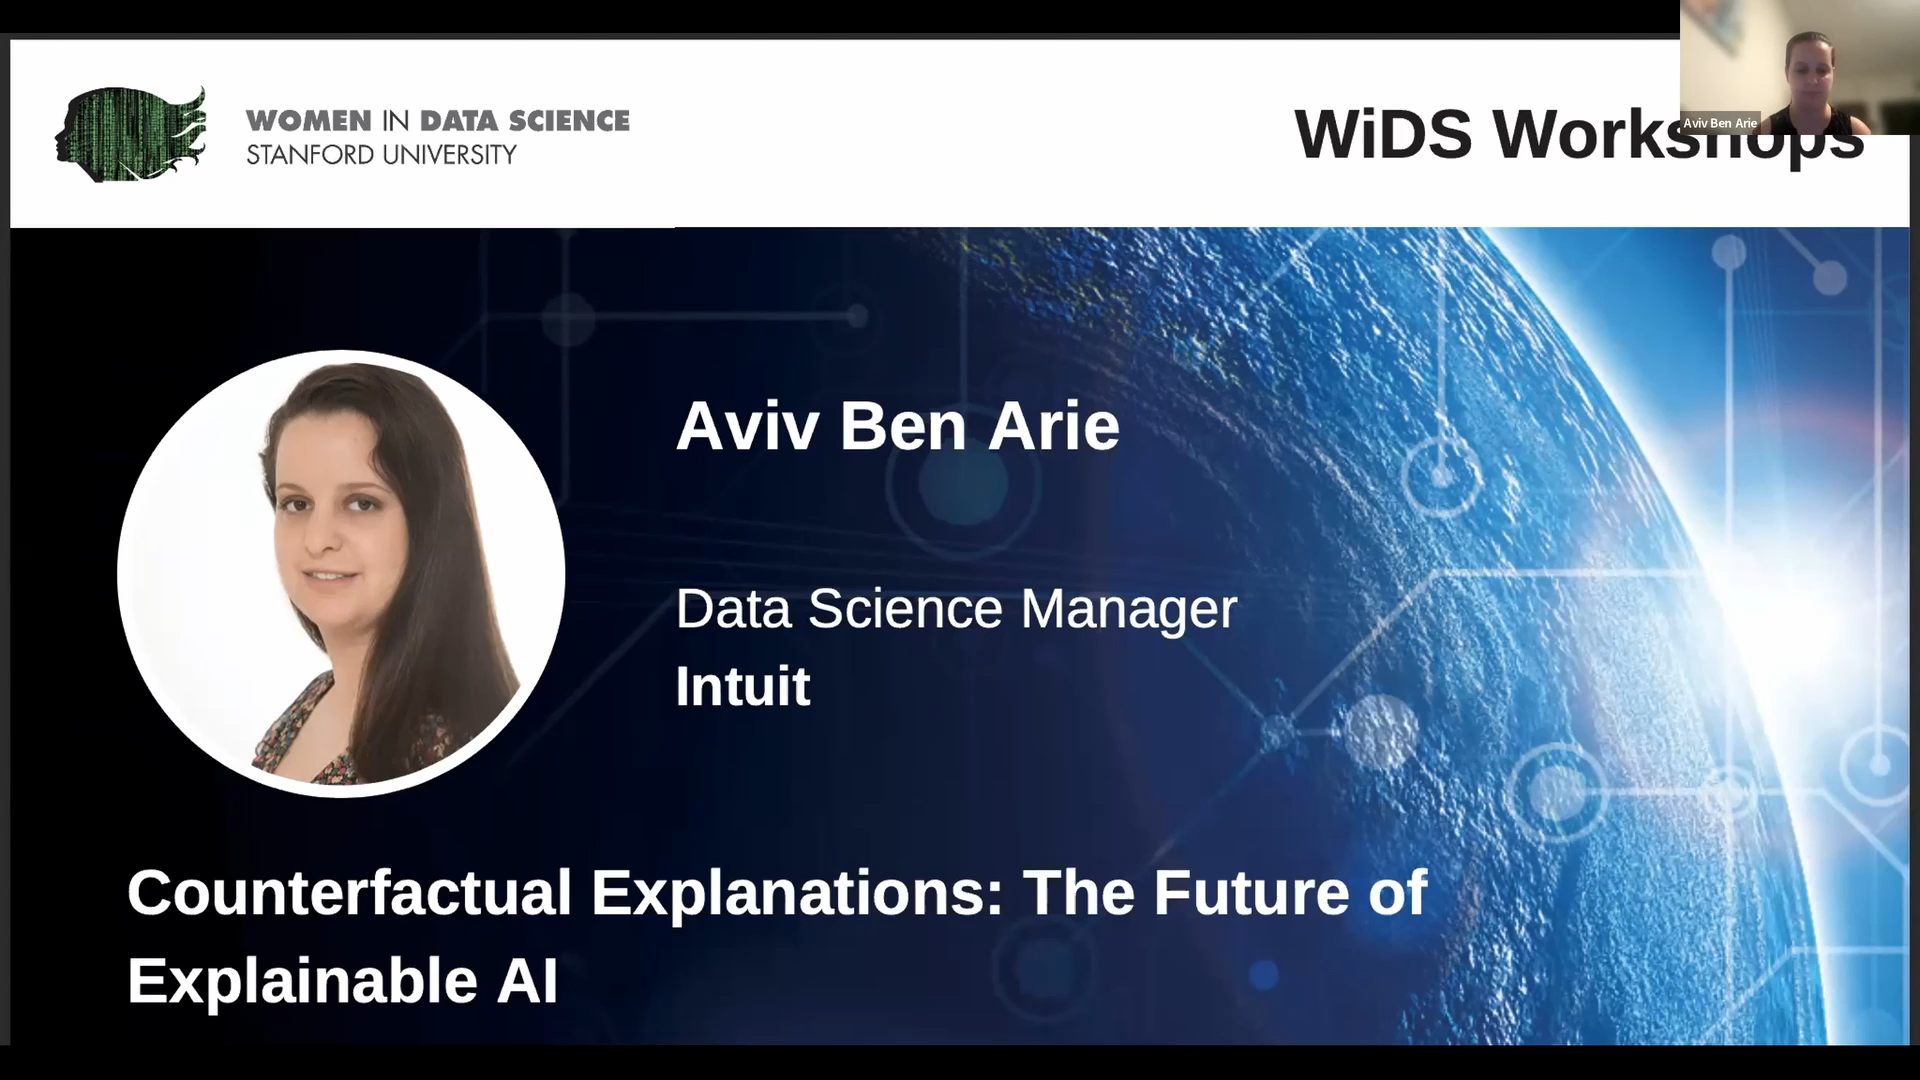 WOMEN IN DATA SCIENCE
STANFORD UNIVERSITY
WiDS Workshops
Aviv Ben Arie
Aviv Ben Arie
Data Science Manager
Intuit
Counterfactual Explanations: The Future of
Explainable AI